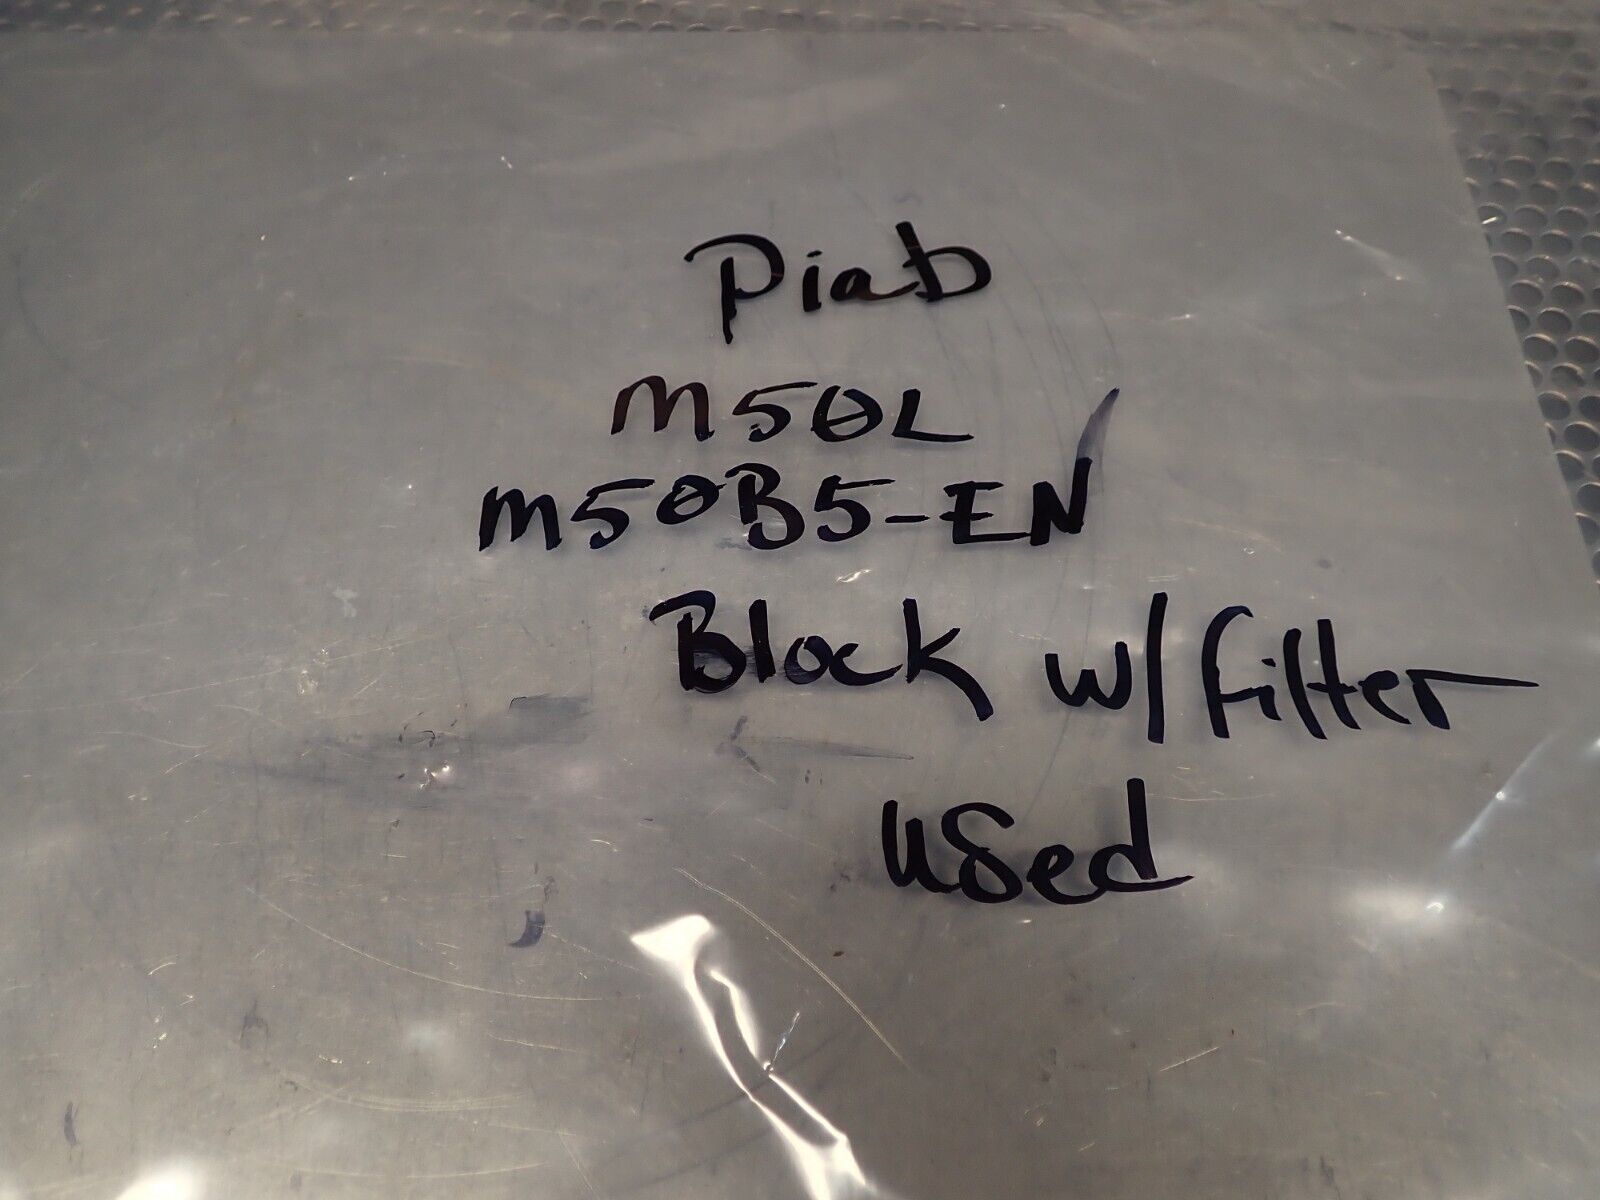 Piab
M50L
M50B5-EN
Block w/ filter
used